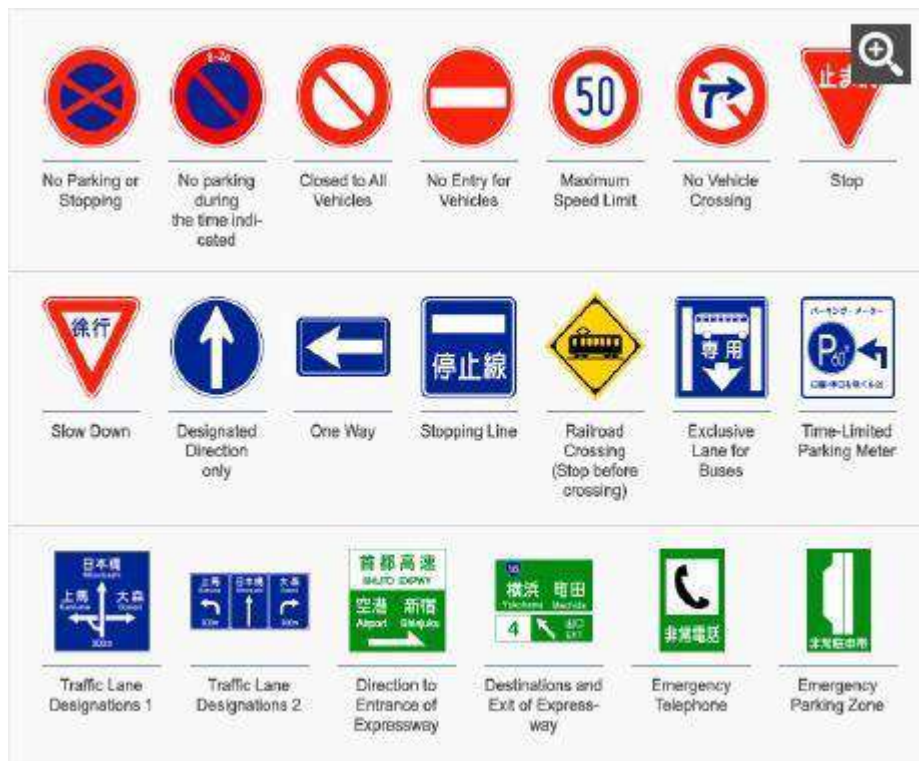 8-20
50
止ま
No Parking or
Stopping
No parking
during
the time indi-
cated
Closed to All
Vehicles
No Entry for
Vehicles
Maximum
Speed Limit
No Vehicle
Crossing
Stop
徐行
停止線
専用
パーキング・メーター
P60
Slow Down
Designated
Direction
only
One Way
Stopping Line
Railroad
Crossing
(Stop before
crossing)
Exclusive
Lane for
Buses
Time-Limited
Parking Meter
日本橋
上馬 大森
300m
上馬 日本橋 大森
300m 300m
首都高速
SHUTO EXPWY
空港 新宿
Airport Shinjuku
横浜 町田
Yokohama Machida
4 出口
EXIT
非常電話
非常駐車帯
Traffic Lane
Designations 1
Traffic Lane
Designations 2
Direction to
Entrance of
Expressway
Destinations and
Exit of Express-
way
Emergency
Telephone
Emergency
Parking Zone